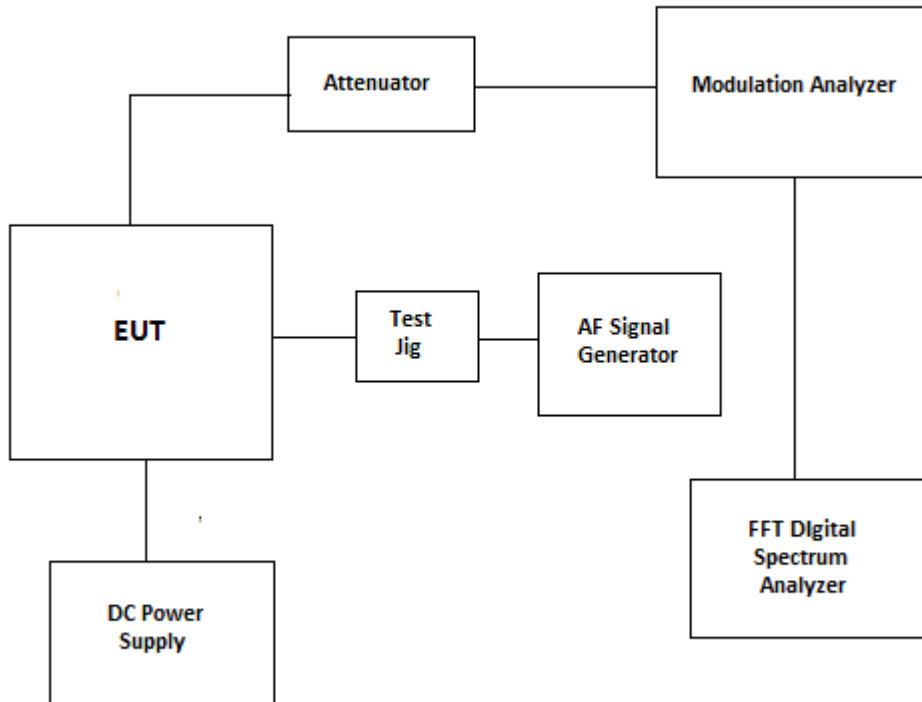 Attenuator
Modulation Analyzer
EUT
Test
Jig
AF Signal
Generator
FFT DIgital
Spectrum
Analyzer
DC Power
Supply